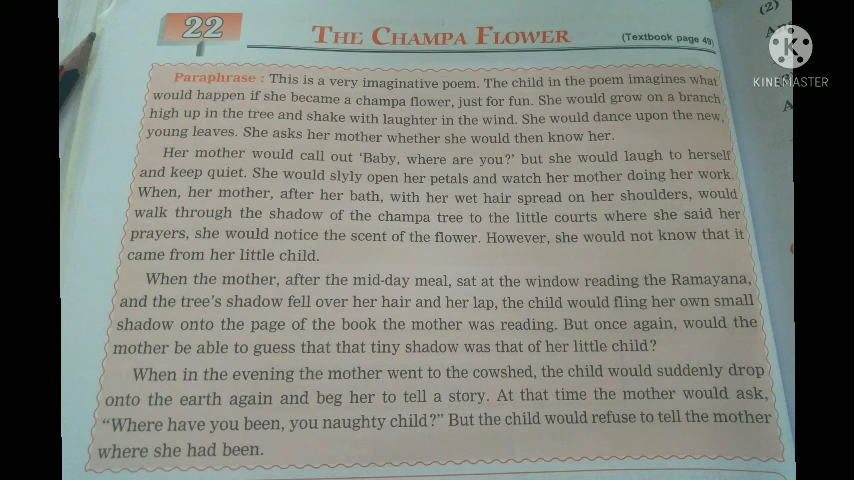 22
THE CHAMPA FLOWER
(Textbook page 49)
(2)
K
KINEMASTER
Paraphrase : This is a very imaginative poem. The child in the poem imagines what
would happen if she became a champa flower, just for fun. She would grow on a branch
high up in the tree and shake with laughter in the wind. She would dance upon the new,
young leaves. She asks her mother whether she would then know her.
Her mother would call out 'Baby, where are you?' but she would laugh to herself
and keep quiet. She would slyly open her petals and watch her mother doing her work.
When, her mother, after her bath, with her wet hair spread on her shoulders, would
walk through the shadow of the champa tree to the little courts where she said her
prayers, she would notice the scent of the flower. However, she would not know that it
came from her little child.
When the mother, after the mid-day meal, sat at the window reading the Ramayana,
and the tree's shadow fell over her hair and her lap, the child would fling her own small
shadow onto the page of the book the mother was reading. But once again, would the
mother be able to guess that that tiny shadow was that of her little child?
When in the evening the mother went to the cowshed, the child would suddenly drop
onto the earth again and beg her to tell a story. At that time the mother would ask,
"Where have you been, you naughty child?" But the child would refuse to tell the mother
where she had been.